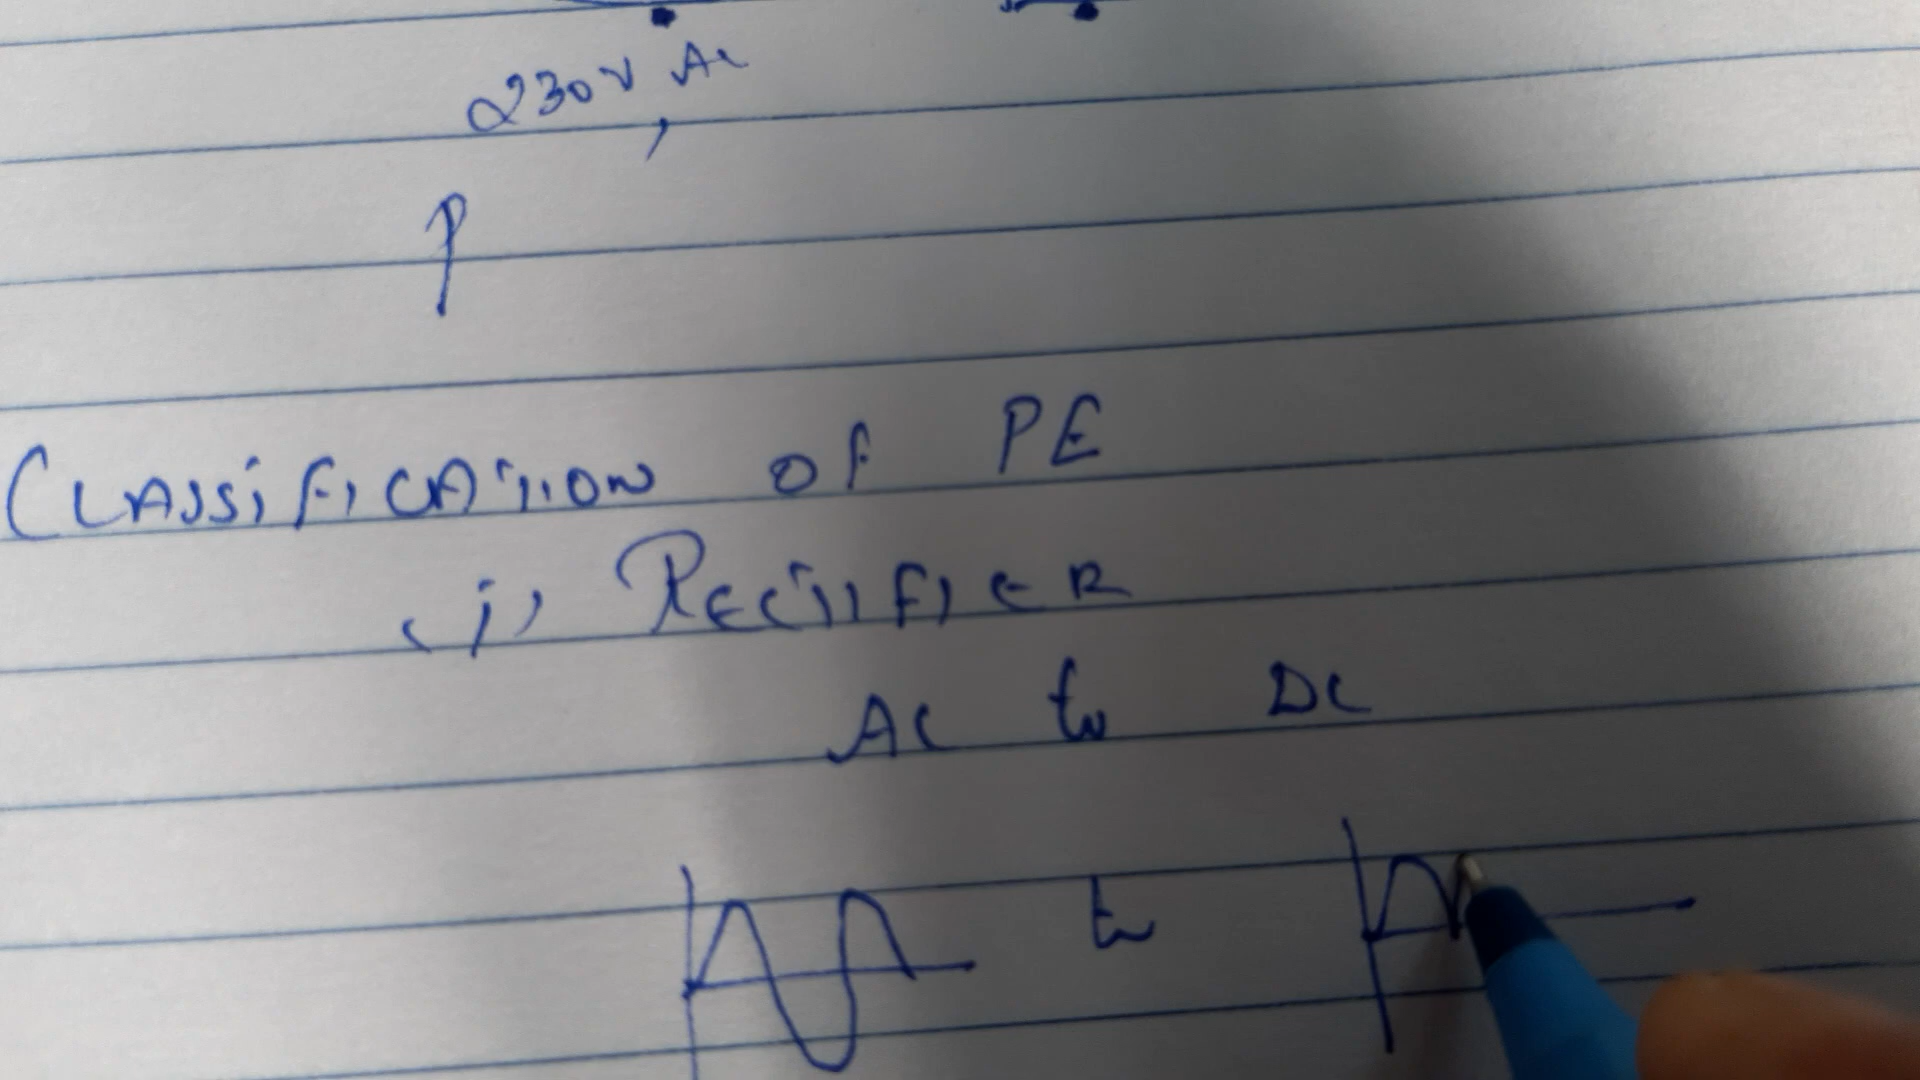 230V AC
P
CLASSIFICATION OF PE
(i) RECTIFIER
AC to DC
to